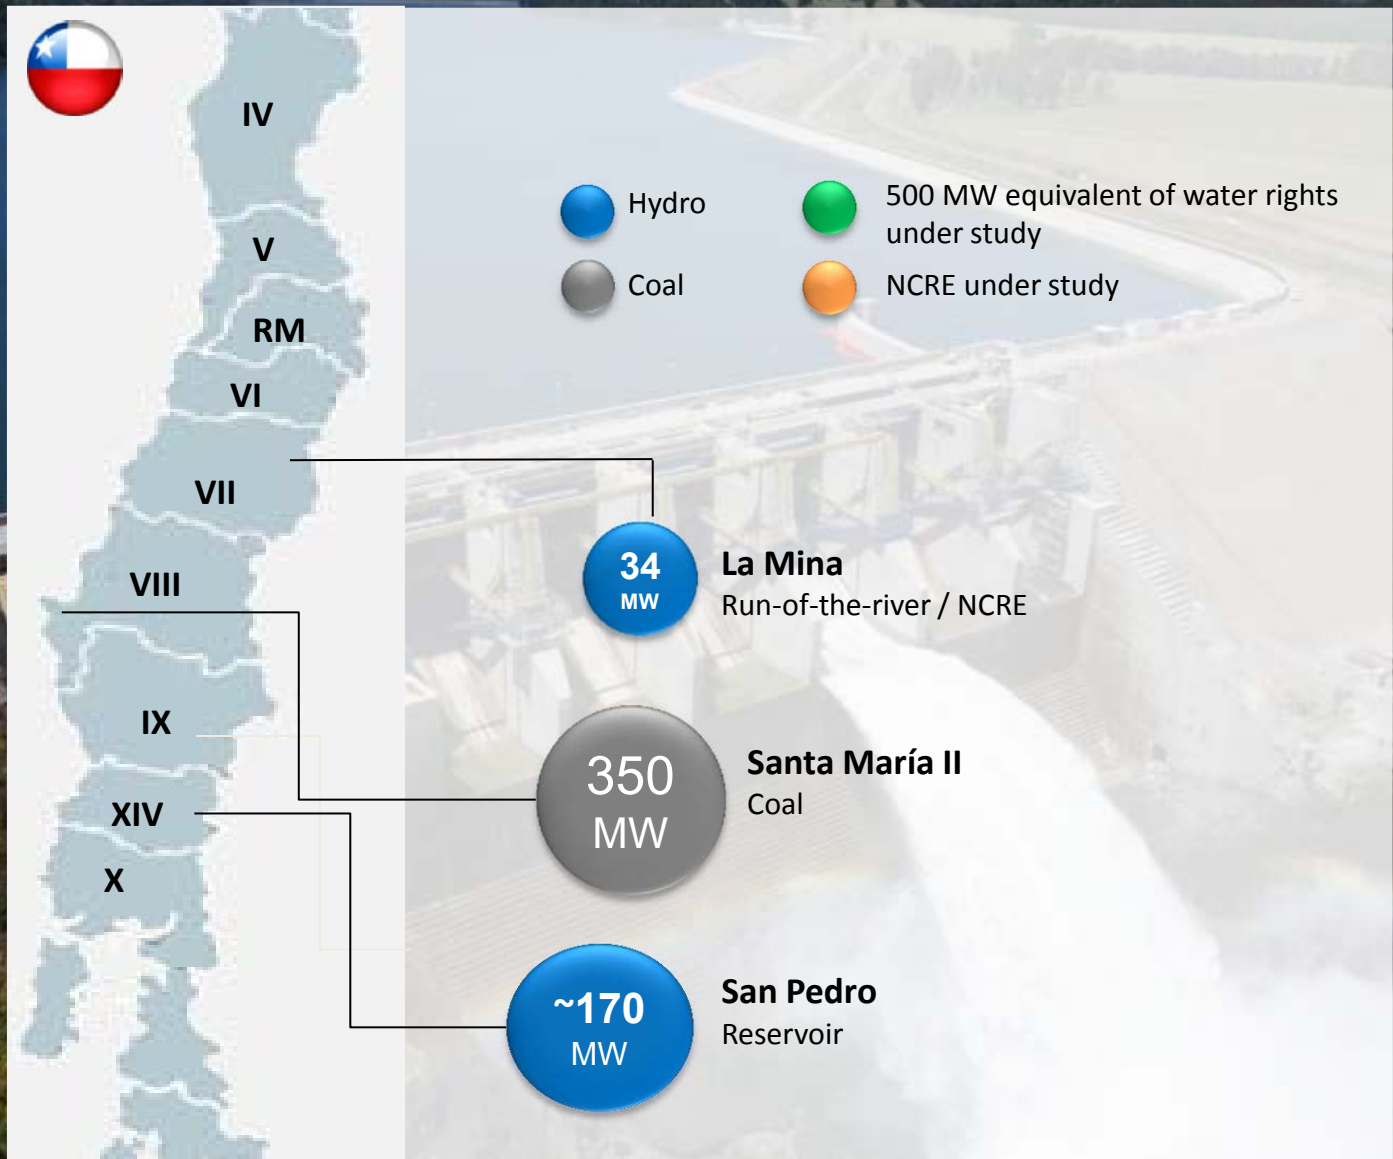 IV
V
RM
VI
VII
VIII
IX
XIV
X
Hydro
Coal
500 MW equivalent of water rights
under study
NCRE under study
34
MW
La Mina
Run-of-the-river / NCRE
350
MW
Santa María II
Coal
~170
MW
San Pedro
Reservoir